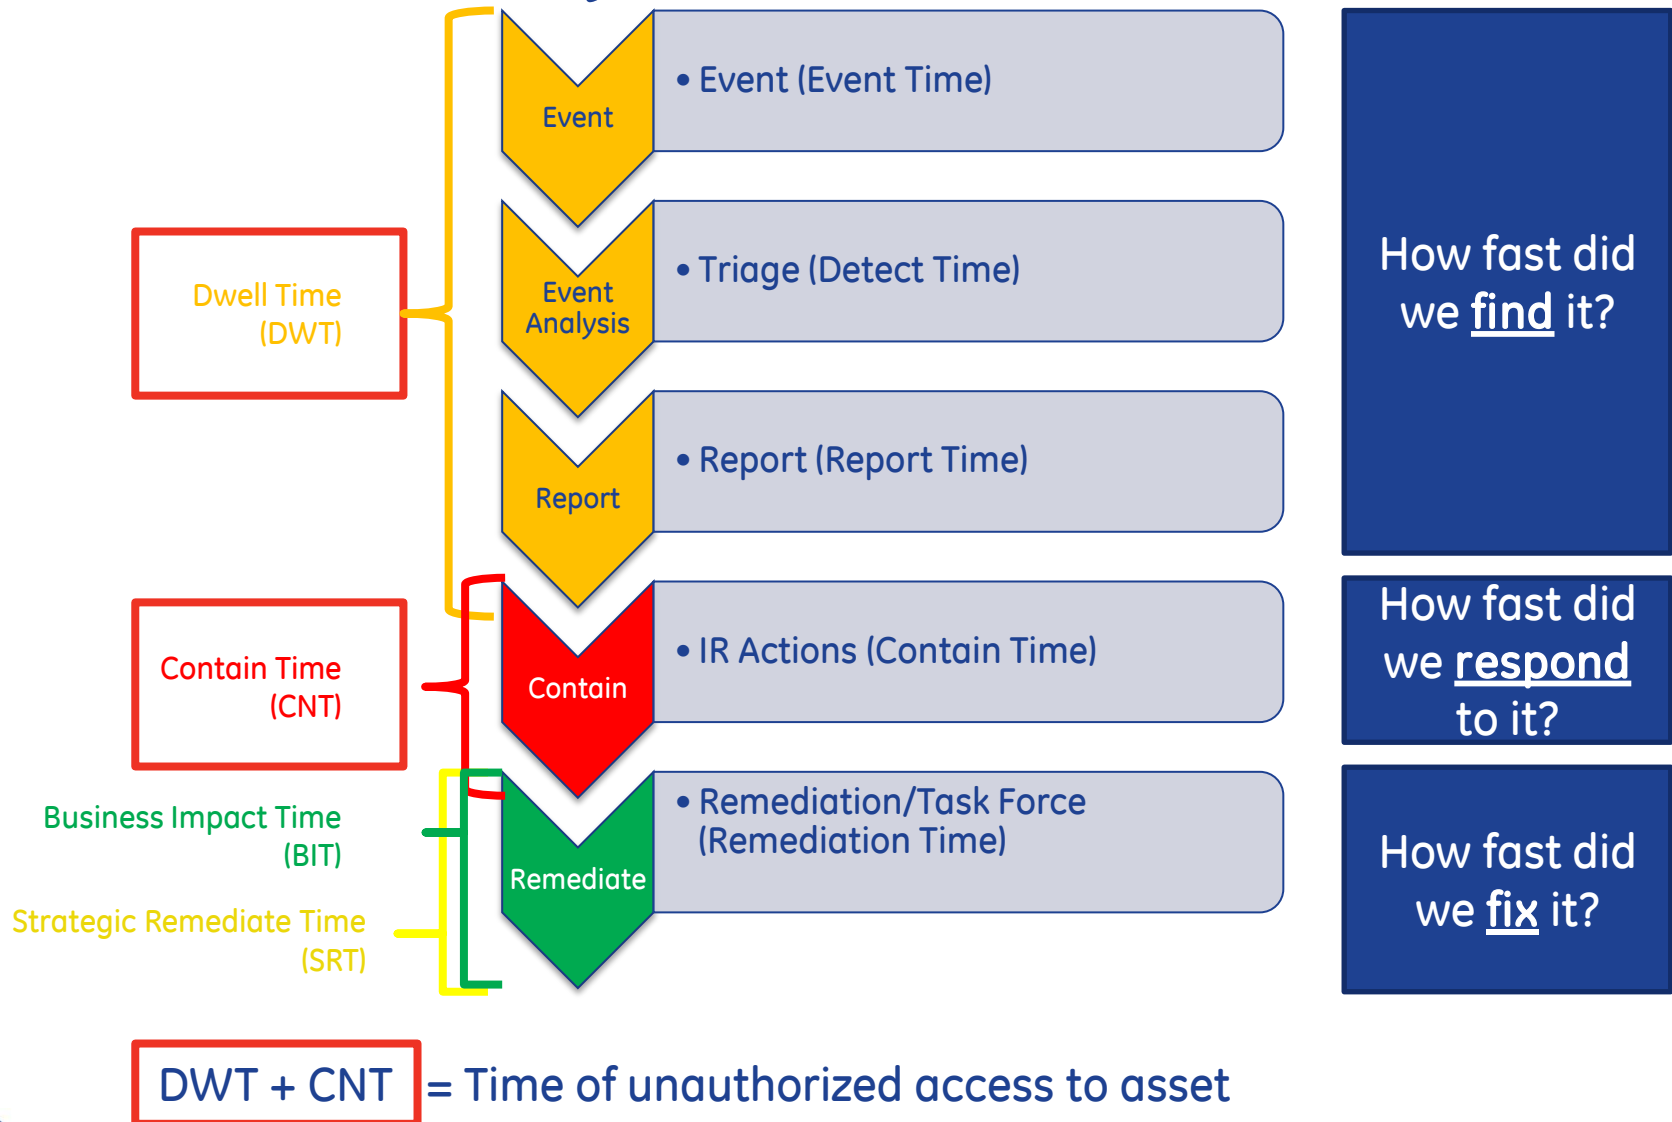 Event
• Event (Event Time)
Event
Analysis
• Triage (Detect Time)
Report
• Report (Report Time)
Contain
• IR Actions (Contain Time)
Remediate
• Remediation/Task Force
(Remediation Time)
Dwell Time
(DWT)
Contain Time
(CNT)
Business Impact Time
(BIT)
Strategic Remediate Time
(SRT)
How fast did
we find it?
How fast did
we respond
to it?
How fast did
we fix it?
DWT + CNT = Time of unauthorized access to asset